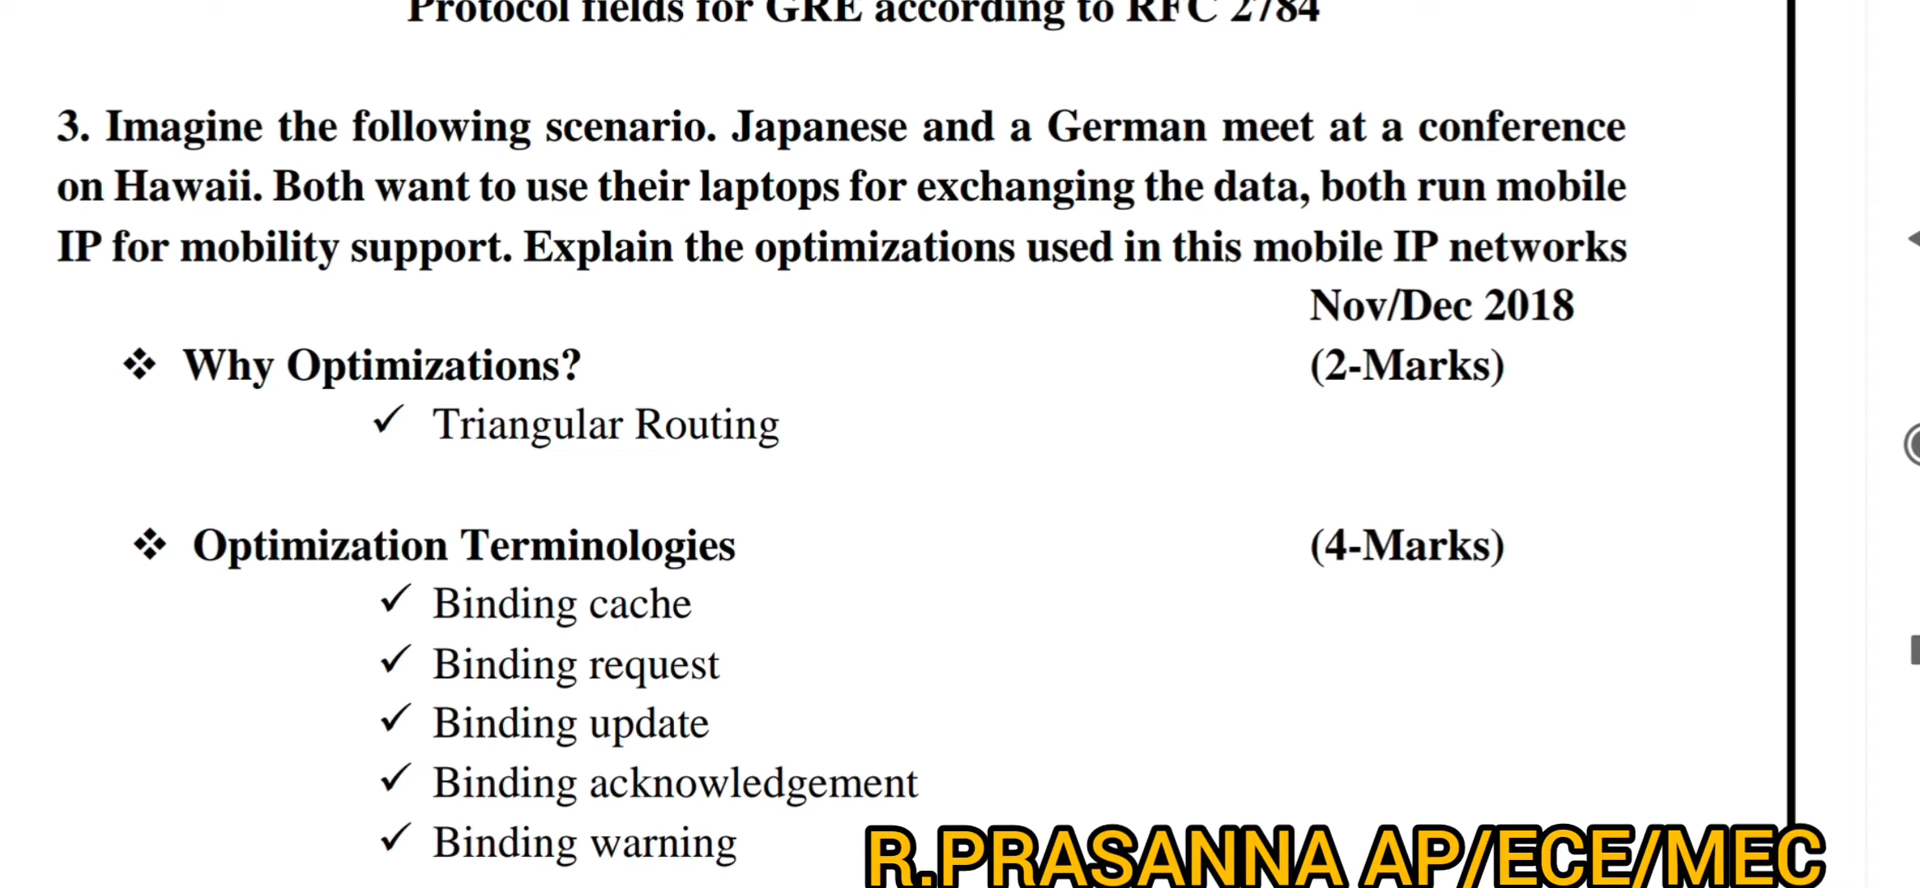 Protocol fields for GRE according to RFC 2784
3. Imagine the following scenario. Japanese and a German meet at a conference
on Hawaii. Both want to use their laptops for exchanging the data, both run mobile
IP for mobility support. Explain the optimizations used in this mobile IP networks
Nov/Dec 2018
❖ Why Optimizations? (2-Marks)
✓ Triangular Routing
❖ Optimization Terminologies (4-Marks)
✓ Binding cache
✓ Binding request
✓ Binding update
✓ Binding acknowledgement
✓ Binding warning
R.PRASANNA AP/ECE/MEC